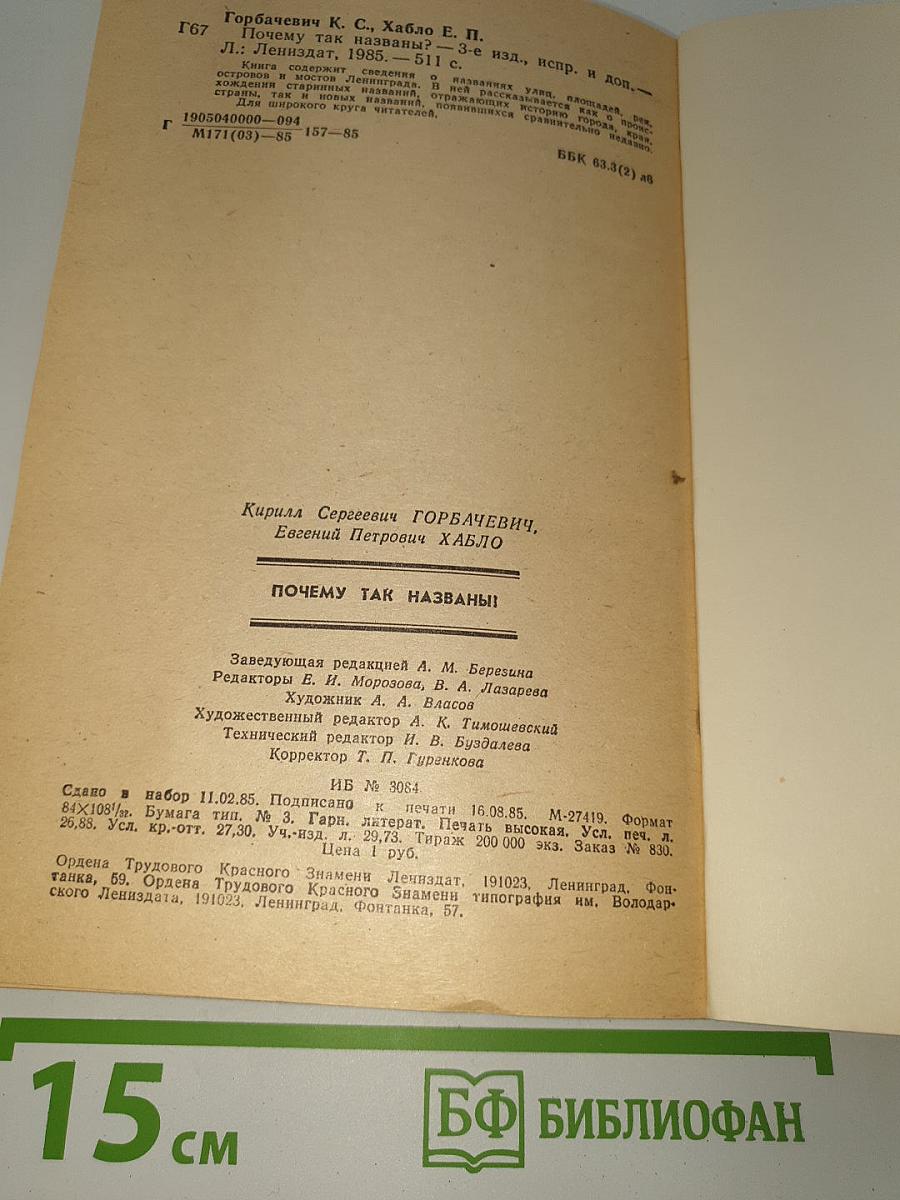 Горбачевич К. С., Хабло Е. П.
Г67 Почему так названы? — 3-е изд., испр. и доп. —
Л.: Лениздат, 1985. — 511 с.
Книга содержит сведения о названиях улиц, площадей, рек,
островов и мостов Ленинграда. В ней рассказывается как о проис-
хождении старинных названий, отражающих историю города, края,
страны, так и новых названий, появившихся сравнительно недавно.
Для широкого круга читателей.
Г 1905040000—094
М171(03)—85 157—85
ББК 63.3(2) лв
Кирилл Сергеевич ГОРБАЧЕВИЧ,
Евгений Петрович ХАБЛО
ПОЧЕМУ ТАК НАЗВАНЫ?
Заведующая редакцией А. М. Березина
Редакторы Е. И. Морозова, В. А. Лазарева
Художник А. А. Власов
Художественный редактор А. К. Тимошевский
Технический редактор И. В. Буздалева
Корректор Т. П. Гуренкова
ИБ № 3084
Сдано в набор 11.02.85. Подписано к печати 16.08.85. М-27419. Формат
84×108¹/₃₂. Бумага тип. № 3. Гарн. литерат. Печать высокая. Усл. печ. л.
26,88. Усл. кр.-отт. 27,30. Уч.-изд. л. 29,73. Тираж 200 000 экз. Заказ № 830.
Цена 1 руб.
Ордена Трудового Красного Знамени Лениздат, 191023, Ленинград, Фон-
танка, 59. Ордена Трудового Красного Знамени типография им. Володар-
ского Лениздата, 191023, Ленинград, Фонтанка, 57.
15 см
БФ БИБЛИОФАН